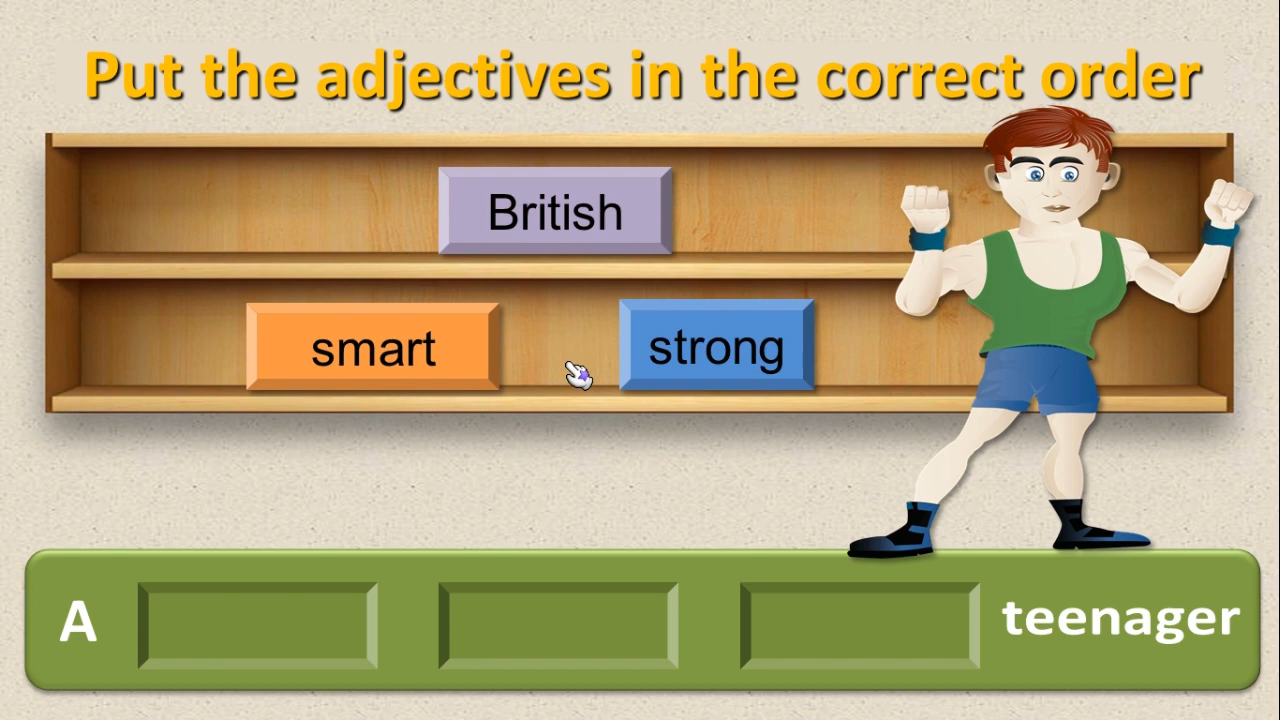 Put the adjectives in the correct order
British
smart strong
A teenager